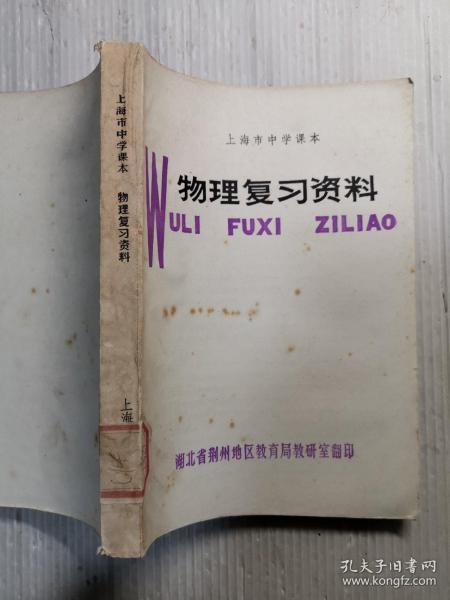 上海市中学课本
物理复习资料
WULI FUXI ZILIAO
湖北省荆州地区教育局教研室翻印
上海市中学课本 物理复习资料 上海
孔夫子旧书网
www.kongfz.com